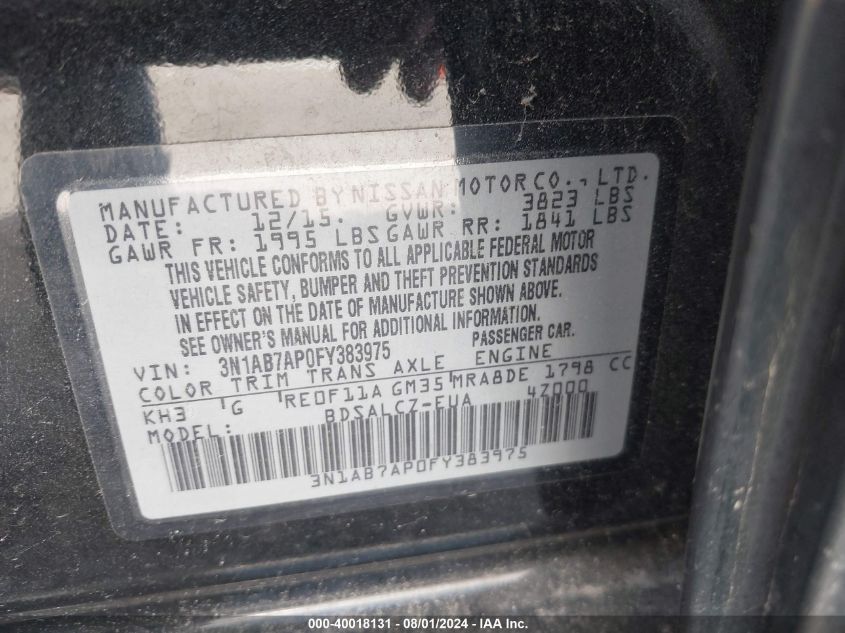 MANUFACTURED BY NISSAN MOTOR CO., LTD.
DATE: 12/15. GVWR: 3823 LBS
GAWR FR: 1995 LBS GAWR RR: 1841 LBS
THIS VEHICLE CONFORMS TO ALL APPLICABLE FEDERAL MOTOR
VEHICLE SAFETY, BUMPER AND THEFT PREVENTION STANDARDS
IN EFFECT ON THE DATE OF MANUFACTURE SHOWN ABOVE.
SEE OWNER'S MANUAL FOR ADDITIONAL INFORMATION.
VIN: 3N1AB7AP0FY383975 PASSENGER CAR.
COLOR TRIM TRANS AXLE ENGINE
KH3 G RE0F11A GM35 MRA8DE 1798 CC
MODEL: BDSALCZ-EUA 4Z000
3N1AB7AP0FY383975
000-40018131 - 08/01/2024 - IAA Inc.